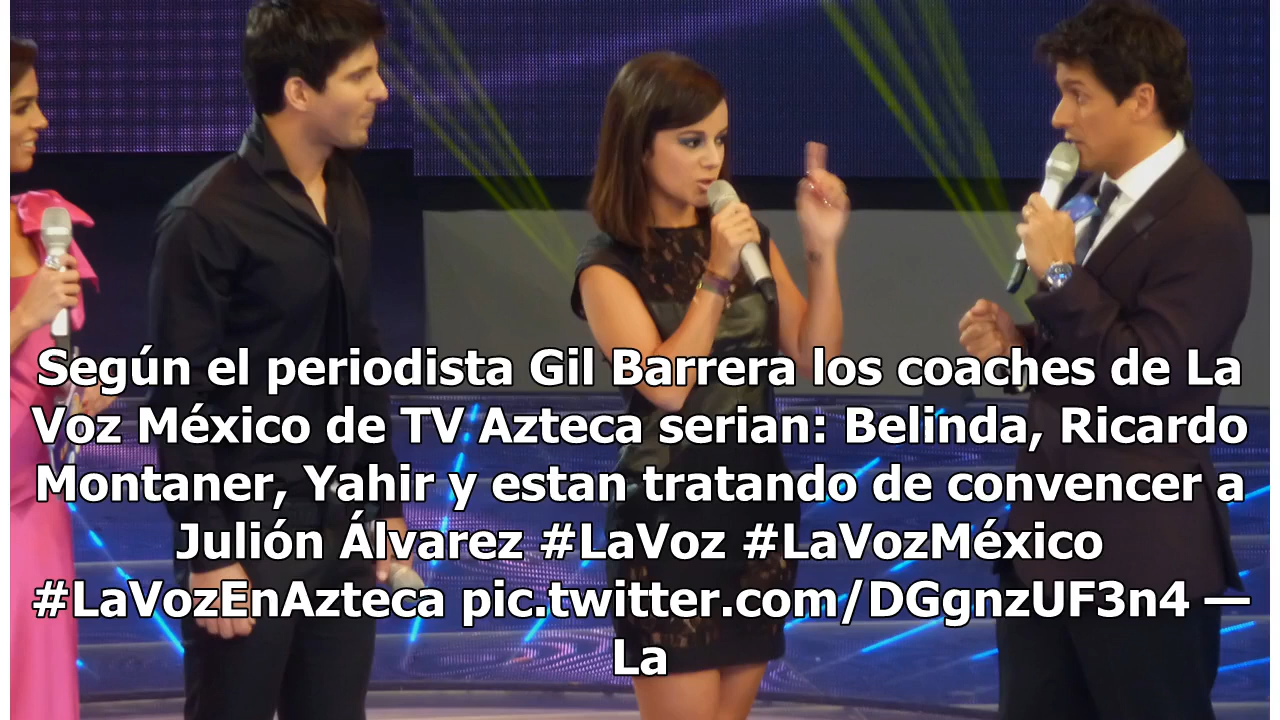 Según el periodista Gil Barrera los coaches de La
Voz México de TV Azteca serian: Belinda, Ricardo
Montaner, Yahir y estan tratando de convencer a
Julión Álvarez #LaVoz #LaVozMéxico
#LaVozEnAzteca pic.twitter.com/DGgnzUF3n4 —
La